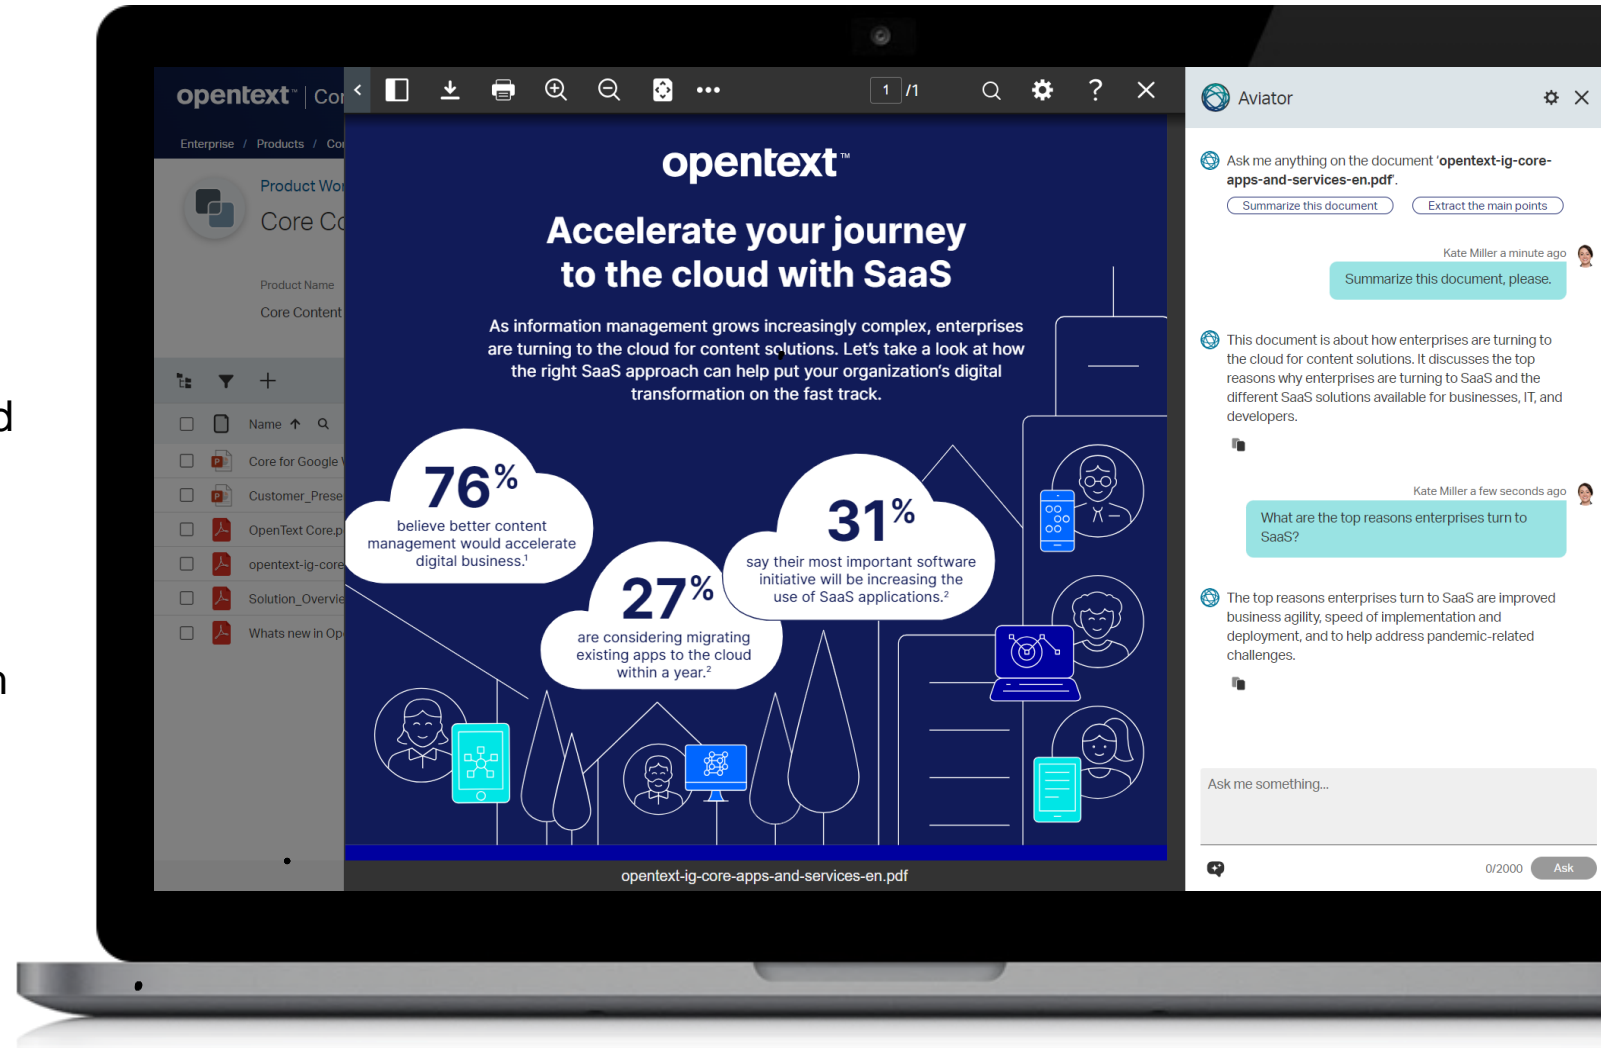 d
n
opentext™ | Cor
Enterprise / Products / Cor
Product Wor
Core Co
Product Name
Core Content
Name
Core for Google W
Customer_Prese
OpenText Core.p
opentext-ig-core
Solution_Overvie
Whats new in Op
1 /1
opentext™
Accelerate your journey
to the cloud with SaaS
As information management grows increasingly complex, enterprises
are turning to the cloud for content solutions. Let's take a look at how
the right SaaS approach can help put your organization's digital
transformation on the fast track.
76%
believe better content
management would accelerate
digital business.¹
27%
are considering migrating
existing apps to the cloud
within a year.²
31%
say their most important software
initiative will be increasing the
use of SaaS applications.²
opentext-ig-core-apps-and-services-en.pdf
Aviator
Ask me anything on the document 'opentext-ig-core-
apps-and-services-en.pdf'.
Summarize this document
Extract the main points
Kate Miller a minute ago
Summarize this document, please.
This document is about how enterprises are turning to
the cloud for content solutions. It discusses the top
reasons why enterprises are turning to SaaS and the
different SaaS solutions available for businesses, IT, and
developers.
Kate Miller a few seconds ago
What are the top reasons enterprises turn to
SaaS?
The top reasons enterprises turn to SaaS are improved
business agility, speed of implementation and
deployment, and to help address pandemic-related
challenges.
Ask me something...
0/2000
Ask